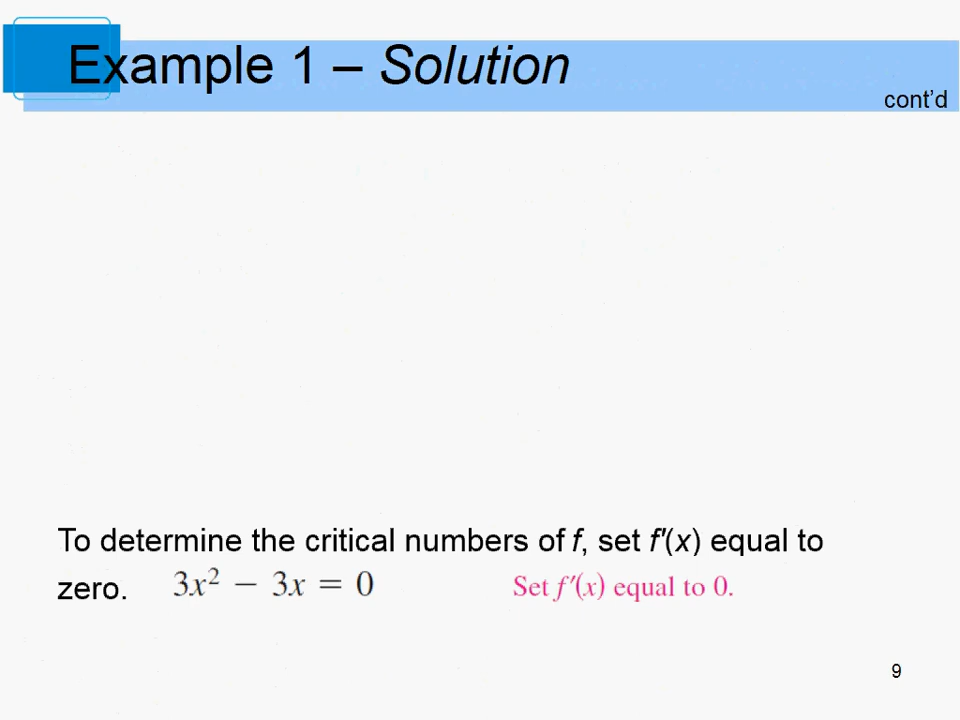 Example 1 – Solution
cont'd
To determine the critical numbers of f, set f'(x) equal to
zero. 3x² − 3x = 0 Set f'(x) equal to 0.
9